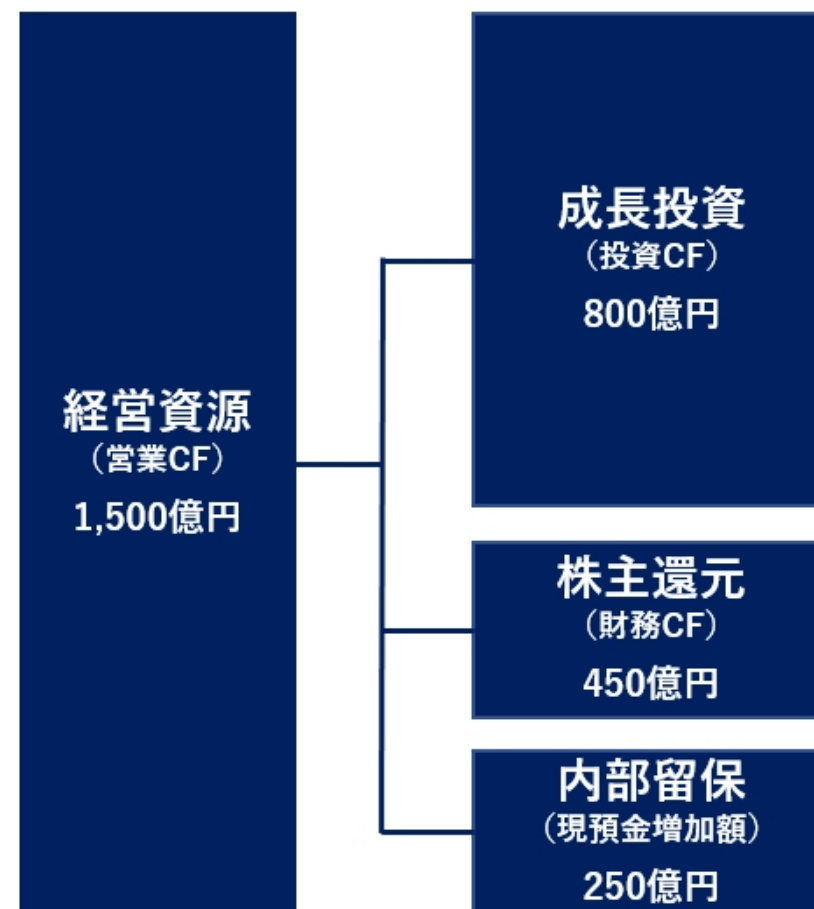 経営資源
（営業CF）
1,500億円
成長投資
（投資CF）
800億円
株主還元
（財務CF）
450億円
内部留保
（現預金増加額）
250億円